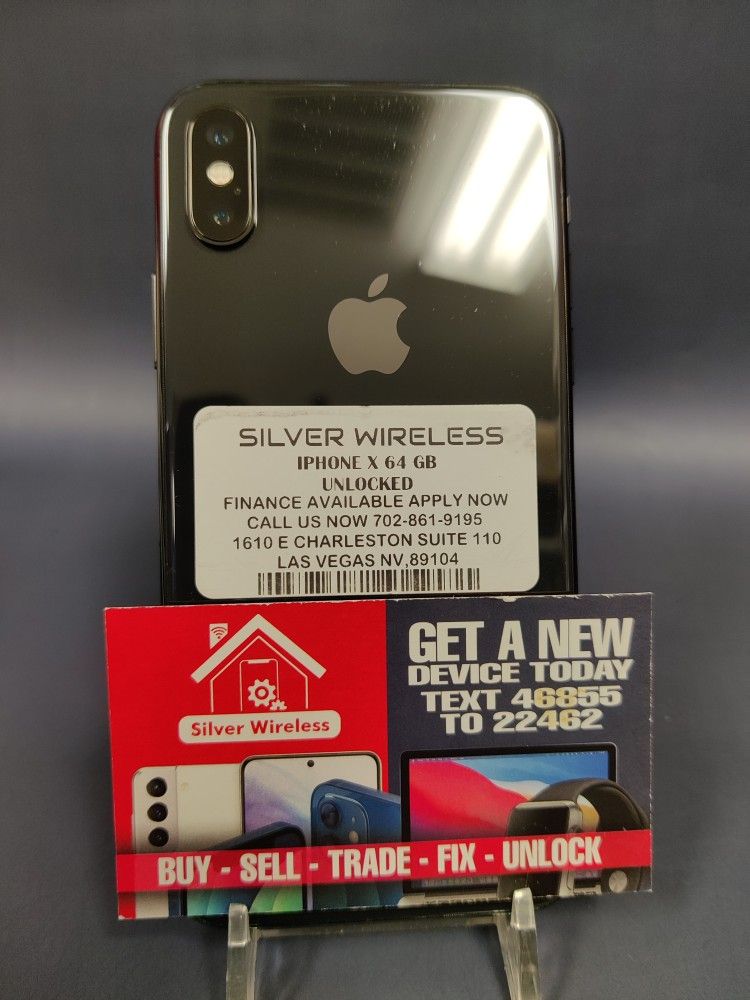 SILVER WIRELESS
IPHONE X 64 GB
UNLOCKED
FINANCE AVAILABLE APPLY NOW
CALL US NOW 702-861-9195
1610 E CHARLESTON SUITE 110
LAS VEGAS NV,89104
Silver Wireless
GET A NEW
DEVICE TODAY
TEXT 46855
TO 22462
BUY - SELL - TRADE - FIX - UNLOCK